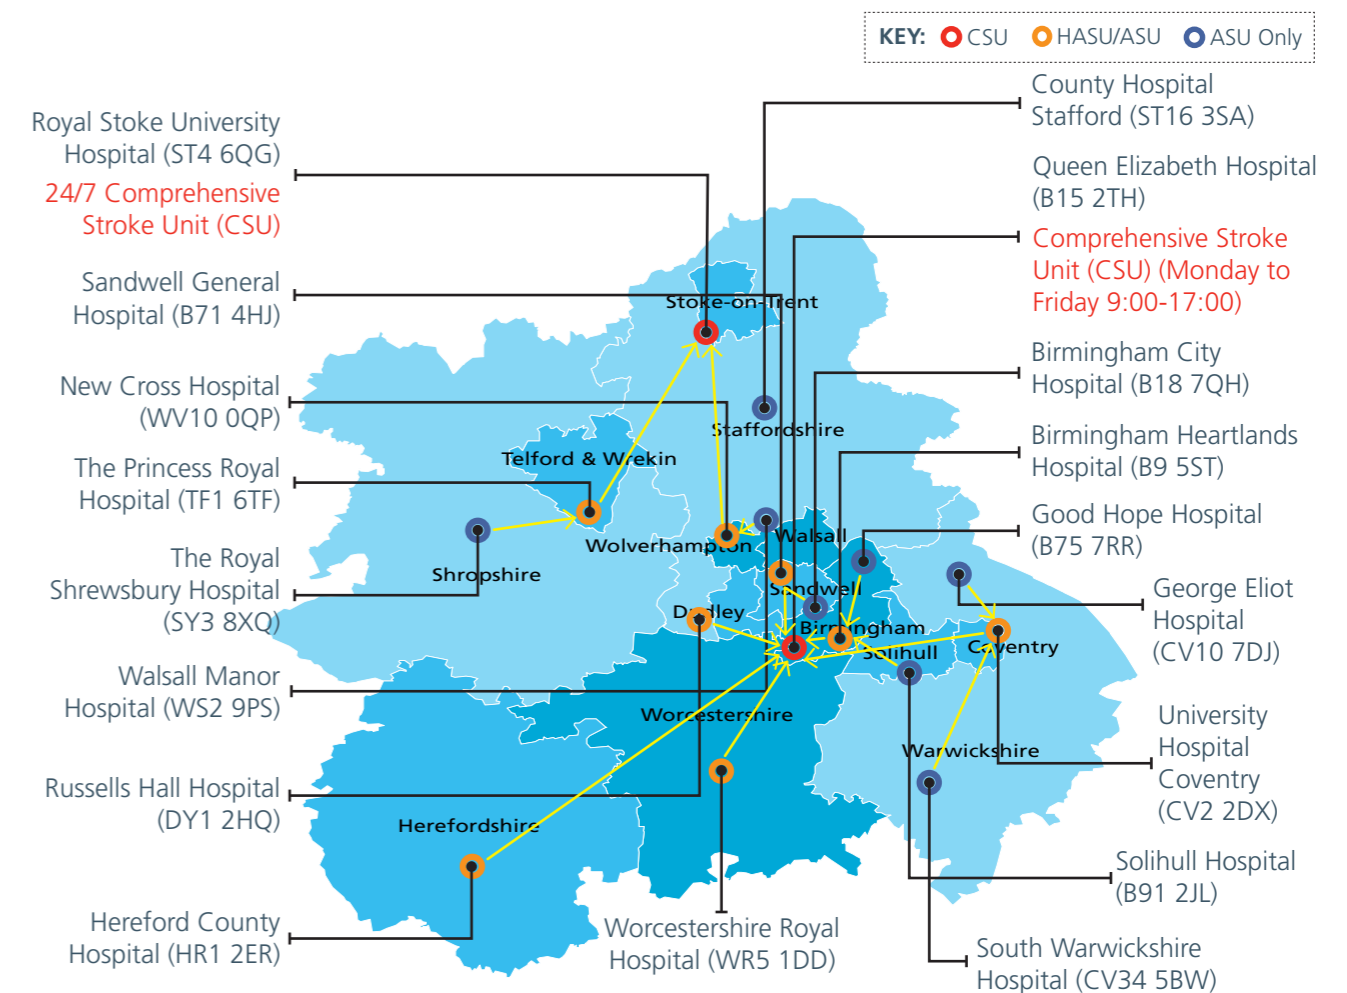 KEY: CSU HASU/ASU ASU Only
Royal Stoke University
Hospital (ST4 6QG)
24/7 Comprehensive
Stroke Unit (CSU)
Sandwell General
Hospital (B71 4HJ)
New Cross Hospital
(WV10 0QP)
The Princess Royal
Hospital (TF1 6TF)
The Royal
Shrewsbury Hospital
(SY3 8XQ)
Walsall Manor
Hospital (WS2 9PS)
Russells Hall Hospital
(DY1 2HQ)
Hereford County
Hospital (HR1 2ER)
Stoke-on-Trent
Staffordshire
Telford & Wrekin
Wolverhampton
Walsall
Shropshire
Sandwell
Dudley
Birmingham
Solihull
Coventry
Worcestershire
Warwickshire
Herefordshire
Worcestershire Royal
Hospital (WR5 1DD)
County Hospital
Stafford (ST16 3SA)
Queen Elizabeth Hospital
(B15 2TH)
Comprehensive Stroke
Unit (CSU) (Monday to
Friday 9:00-17:00)
Birmingham City
Hospital (B18 7QH)
Birmingham Heartlands
Hospital (B9 5ST)
Good Hope Hospital
(B75 7RR)
George Eliot
Hospital
(CV10 7DJ)
University
Hospital
Coventry
(CV2 2DX)
Solihull Hospital
(B91 2JL)
South Warwickshire
Hospital (CV34 5BW)